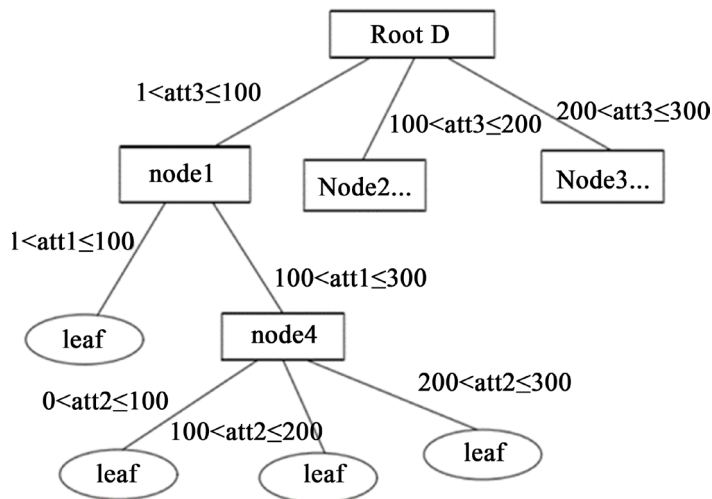 Root D
1<att3≤100
100<att3≤200
200<att3≤300
node1
Node2...
Node3...
1<att1≤100
100<att1≤300
leaf
node4
0<att2≤100
100<att2≤200
200<att2≤300
leaf
leaf
leaf